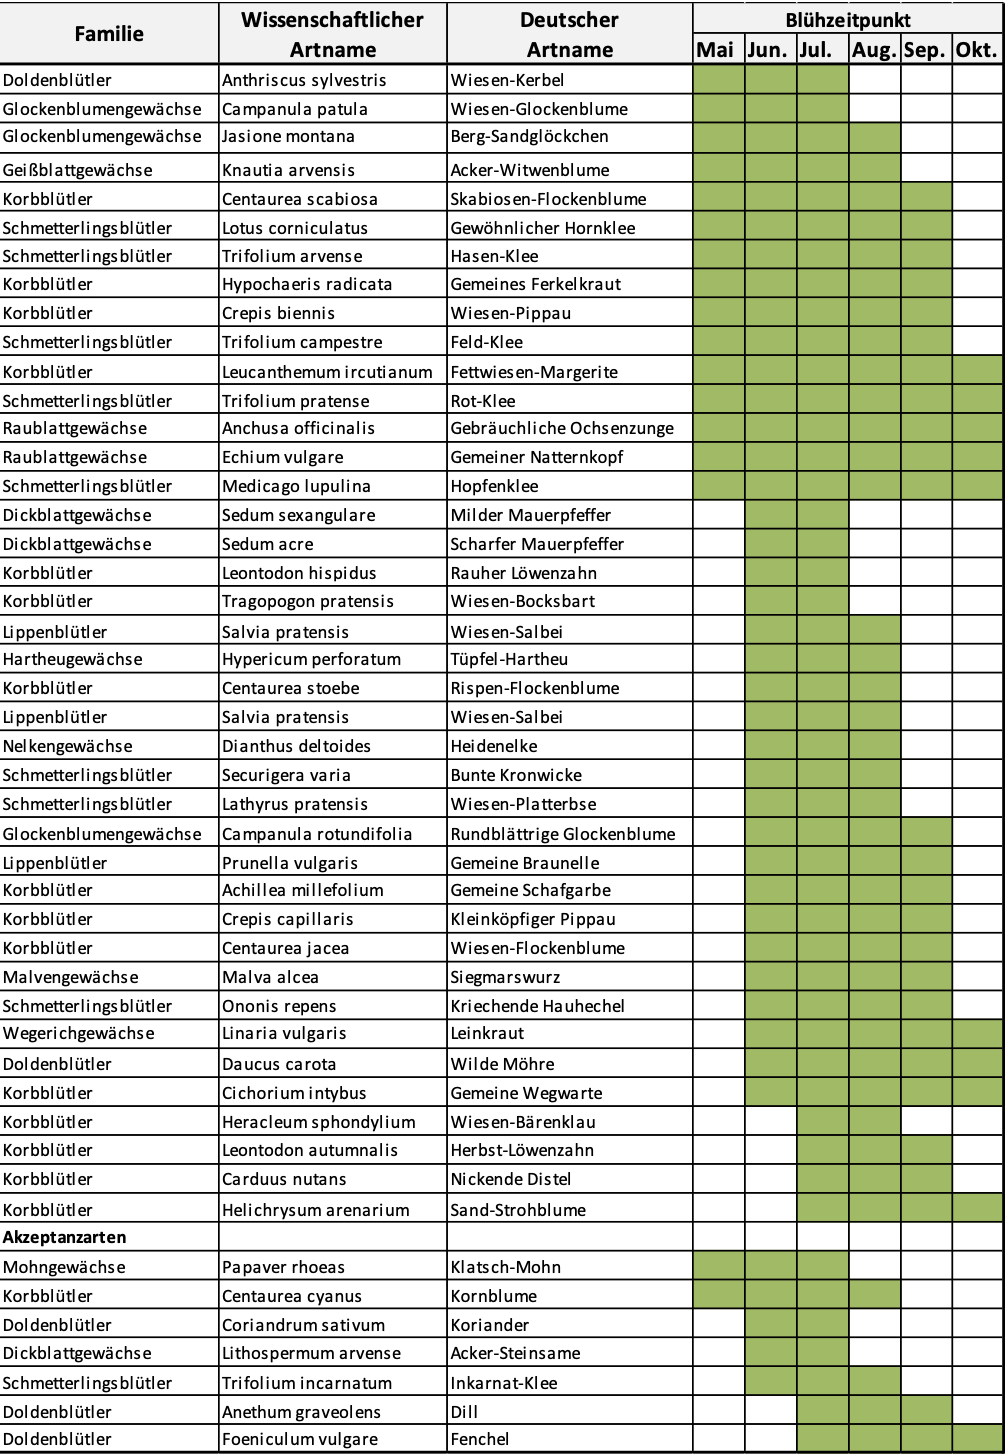 Familie Wissenschaftlicher Artname Deutscher Artname Blühzeitpunkt
Mai Jun. Jul. Aug. Sep. Okt.
Doldenblütler Anthriscus sylvestris Wiesen-Kerbel
Glockenblumengewächse Campanula patula Wiesen-Glockenblume
Glockenblumengewächse Jasione montana Berg-Sandglöckchen
Geißblattgewächse Knautia arvensis Acker-Witwenblume
Korbblütler Centaurea scabiosa Skabiosen-Flockenblume
Schmetterlingsblütler Lotus corniculatus Gewöhnlicher Hornklee
Schmetterlingsblütler Trifolium arvense Hasen-Klee
Korbblütler Hypochaeris radicata Gemeines Ferkelkraut
Korbblütler Crepis biennis Wiesen-Pippau
Schmetterlingsblütler Trifolium campestre Feld-Klee
Korbblütler Leucanthemum ircutianum Fettwiesen-Margerite
Schmetterlingsblütler Trifolium pratense Rot-Klee
Raublattgewächse Anchusa officinalis Gebräuchliche Ochsenzunge
Raublattgewächse Echium vulgare Gemeiner Natternkopf
Schmetterlingsblütler Medicago lupulina Hopfenklee
Dickblattgewächse Sedum sexangulare Milder Mauerpfeffer
Dickblattgewächse Sedum acre Scharfer Mauerpfeffer
Korbblütler Leontodon hispidus Rauher Löwenzahn
Korbblütler Tragopogon pratensis Wiesen-Bocksbart
Lippenblütler Salvia pratensis Wiesen-Salbei
Hartheugewächse Hypericum perforatum Tüpfel-Hartheu
Korbblütler Centaurea stoebe Rispen-Flockenblume
Lippenblütler Salvia pratensis Wiesen-Salbei
Nelkengewächse Dianthus deltoides Heidenelke
Schmetterlingsblütler Securigera varia Bunte Kronwicke
Schmetterlingsblütler Lathyrus pratensis Wiesen-Platterbse
Glockenblumengewächse Campanula rotundifolia Rundblättrige Glockenblume
Lippenblütler Prunella vulgaris Gemeine Braunelle
Korbblütler Achillea millefolium Gemeine Schafgarbe
Korbblütler Crepis capillaris Kleinköpfiger Pippau
Korbblütler Centaurea jacea Wiesen-Flockenblume
Malvengewächse Malva alcea Siegmarswurz
Schmetterlingsblütler Ononis repens Kriechende Hauhechel
Wegerichgewächse Linaria vulgaris Leinkraut
Doldenblütler Daucus carota Wilde Möhre
Korbblütler Cichorium intybus Gemeine Wegwarte
Korbblütler Heracleum sphondylium Wiesen-Bärenklau
Korbblütler Leontodon autumnalis Herbst-Löwenzahn
Korbblütler Carduus nutans Nickende Distel
Korbblütler Helichrysum arenarium Sand-Strohblume
Akzeptanzarten
Mohngewächse Papaver rhoeas Klatsch-Mohn
Korbblütler Centaurea cyanus Kornblume
Doldenblütler Coriandrum sativum Koriander
Dickblattgewächse Lithospermum arvense Acker-Steinsame
Schmetterlingsblütler Trifolium incarnatum Inkarnat-Klee
Doldenblütler Anethum graveolens Dill
Doldenblütler Foeniculum vulgare Fenchel